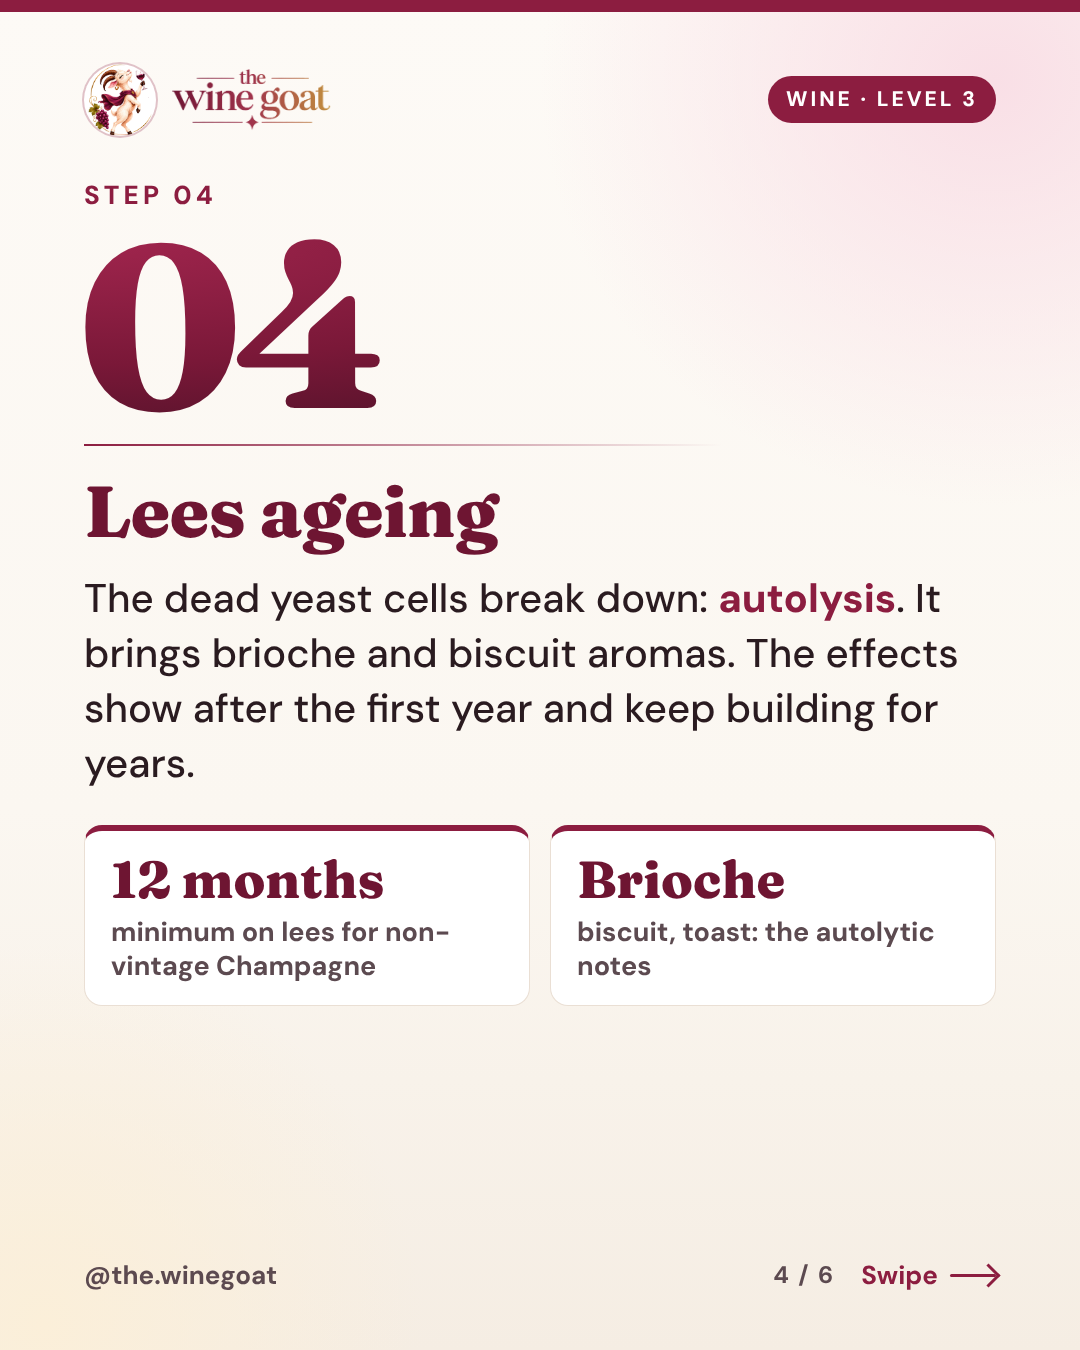 the
wine goat
WINE · LEVEL 3
STEP 04
04
Lees ageing
The dead yeast cells break down: autolysis. It
brings brioche and biscuit aromas. The effects
show after the first year and keep building for
years.
12 months
minimum on lees for non-
vintage Champagne
Brioche
biscuit, toast: the autolytic
notes
@the.winegoat
4 / 6 Swipe